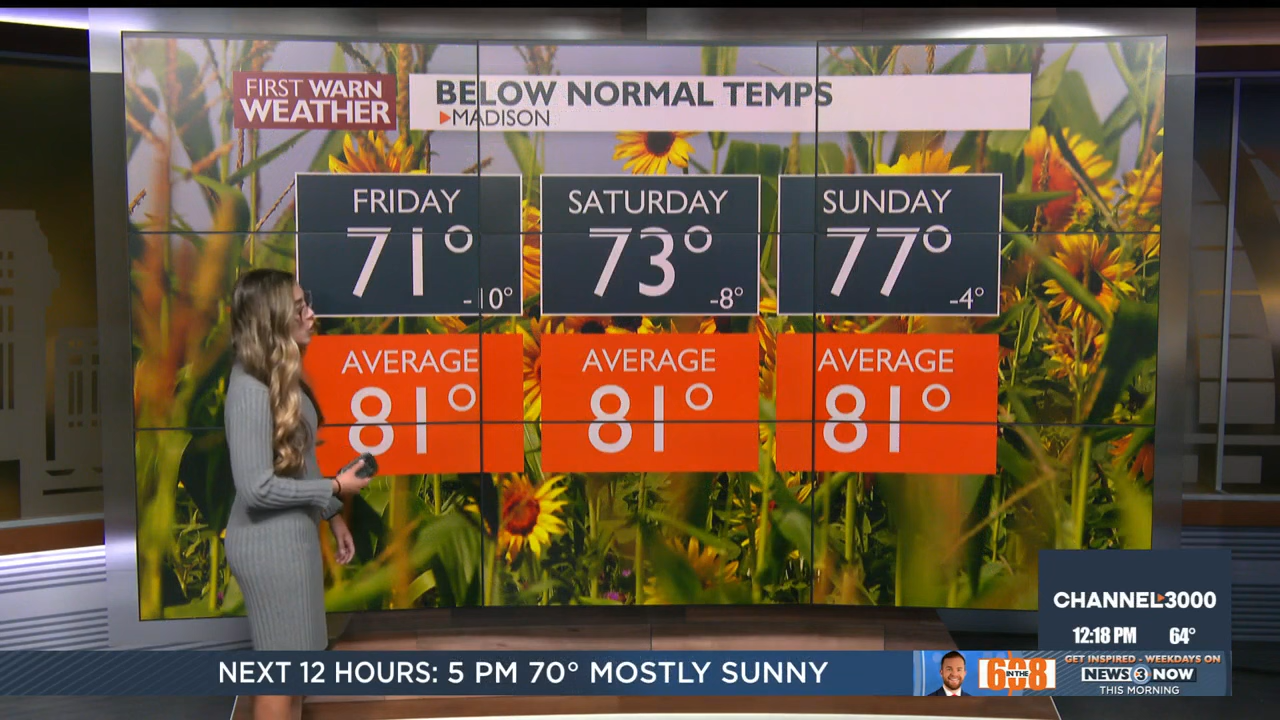 FIRST WARN
WEATHER
BELOW NORMAL TEMPS
MADISON
FRIDAY
71°
-10°
SATURDAY
73°
-8°
SUNDAY
77°
-4°
AVERAGE
81°
AVERAGE
81°
AVERAGE
81°
CHANNEL3000
12:18 PM 64°
NEXT 12 HOURS: 5 PM 70° MOSTLY SUNNY
6 IN THE 08
GET INSPIRED - WEEKDAYS ON
NEWS 3 NOW
THIS MORNING